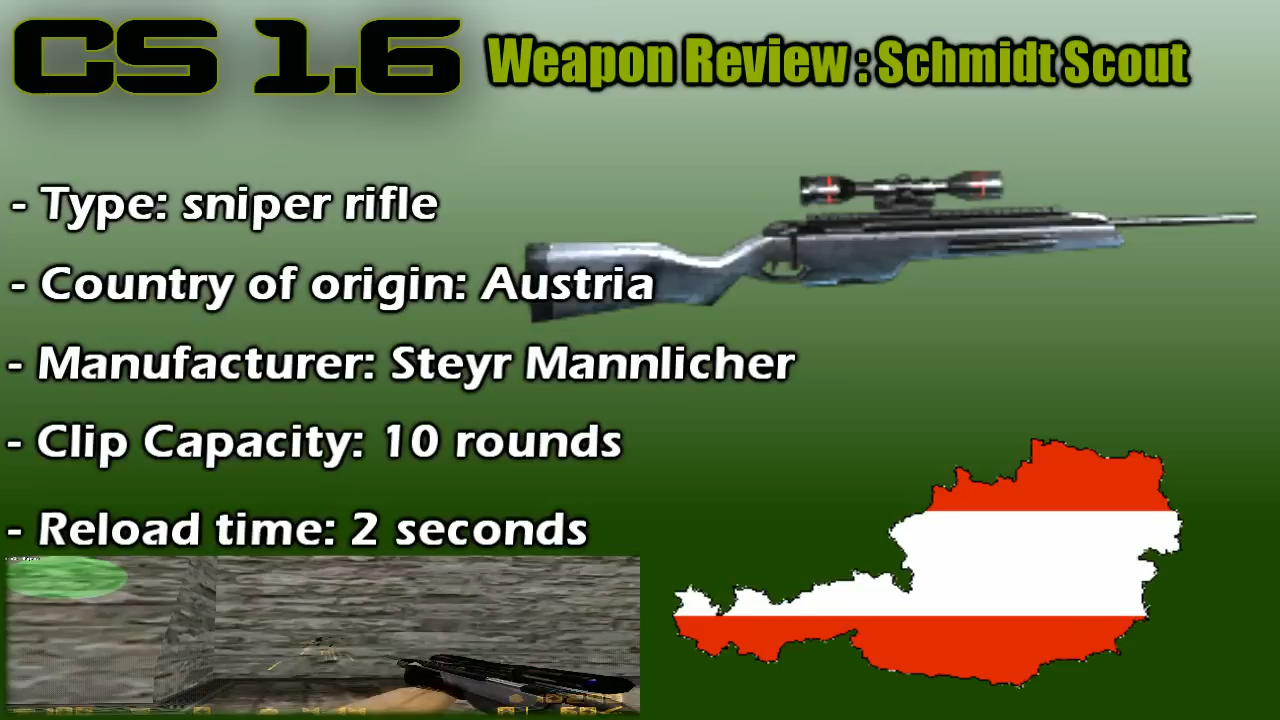 CS 1.6
Weapon Review : Schmidt Scout
- Type: sniper rifle
- Country of origin: Austria
- Manufacturer: Steyr Mannlicher
- Clip Capacity: 10 rounds
- Reload time: 2 seconds